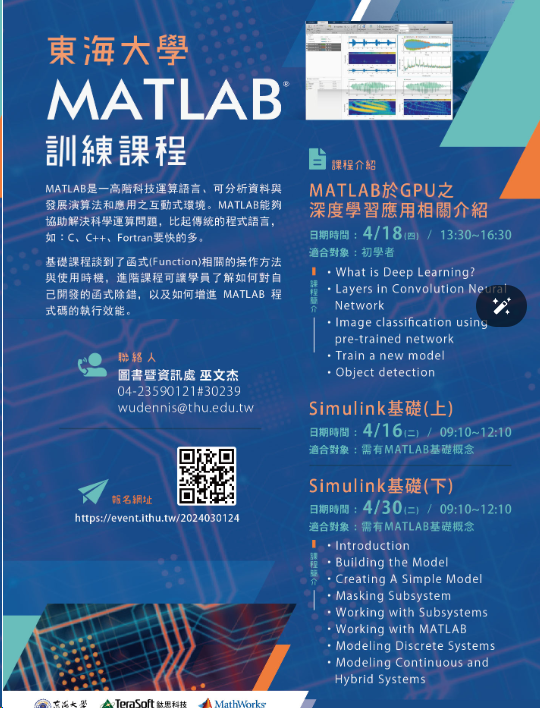 東海大學
MATLAB®
訓練課程
MATLAB是一高階科技運算語言、可分析資料與
發展演算法和應用之互動式環境。MATLAB能夠
協助解決科學運算問題，比起傳統的程式語言，
如：C、C++、Fortran要快的多。
基礎課程談到了函式(Function)相關的操作方法
與使用時機，進階課程可讓學員了解如何對自
己開發的函式除錯，以及如何增進 MATLAB 程
式碼的執行效能。
聯絡人
圖書暨資訊處 巫文杰
04-23590121#30239
wudennis@thu.edu.tw
報名網址
https://event.ithu.tw/2024030124
課程介紹
MATLAB於GPU之
深度學習應用相關介紹
日期時間：4/18(四) / 13:30~16:30
適合對象：初學者
課程簡介
• What is Deep Learning?
• Layers in Convolution Neural
Network
• Image classification using
pre-trained network
• Train a new model
• Object detection
Simulink基礎(上)
日期時間：4/16(二) / 09:10~12:10
適合對象：需有MATLAB基礎概念
Simulink基礎(下)
日期時間：4/30(二) / 09:10~12:10
適合對象：需有MATLAB基礎概念
課程簡介
• Introduction
• Building the Model
• Creating A Simple Model
• Masking Subsystem
• Working with Subsystems
• Working with MATLAB
• Modeling Discrete Systems
• Modeling Continuous and
Hybrid Systems
東海大學 TeraSoft 鈦思科技 MathWorks